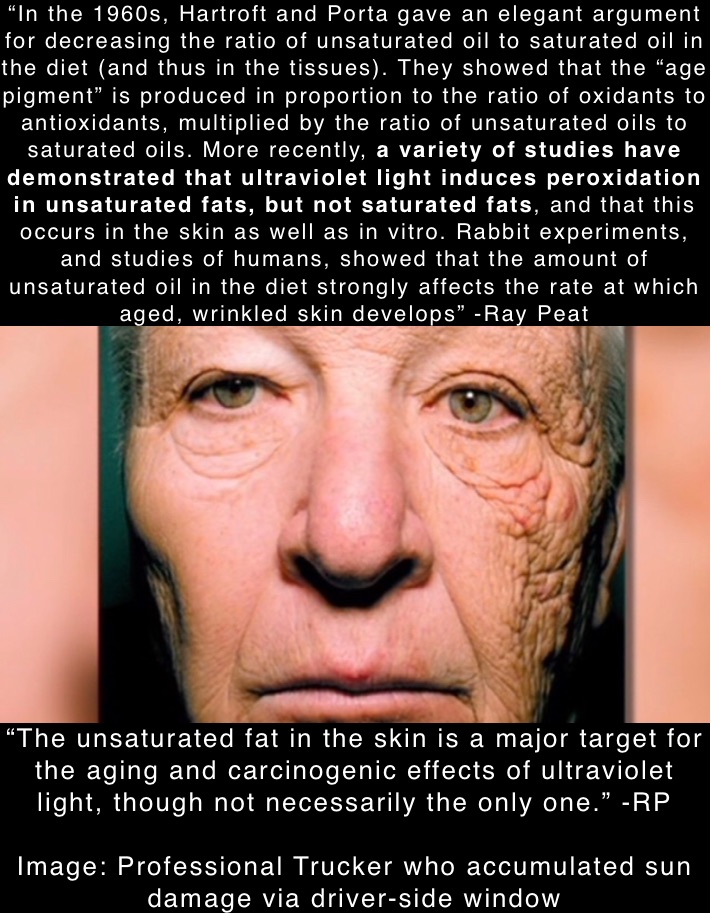 “In the 1960s, Hartroft and Porta gave an elegant argument
for decreasing the ratio of unsaturated oil to saturated oil in
the diet (and thus in the tissues). They showed that the “age
pigment” is produced in proportion to the ratio of oxidants to
antioxidants, multiplied by the ratio of unsaturated oils to
saturated oils. More recently, a variety of studies have
demonstrated that ultraviolet light induces peroxidation
in unsaturated fats, but not saturated fats, and that this
occurs in the skin as well as in vitro. Rabbit experiments,
and studies of humans, showed that the amount of
unsaturated oil in the diet strongly affects the rate at which
aged, wrinkled skin develops” -Ray Peat
“The unsaturated fat in the skin is a major target for
the aging and carcinogenic effects of ultraviolet
light, though not necessarily the only one.” -RP
Image: Professional Trucker who accumulated sun
damage via driver-side window